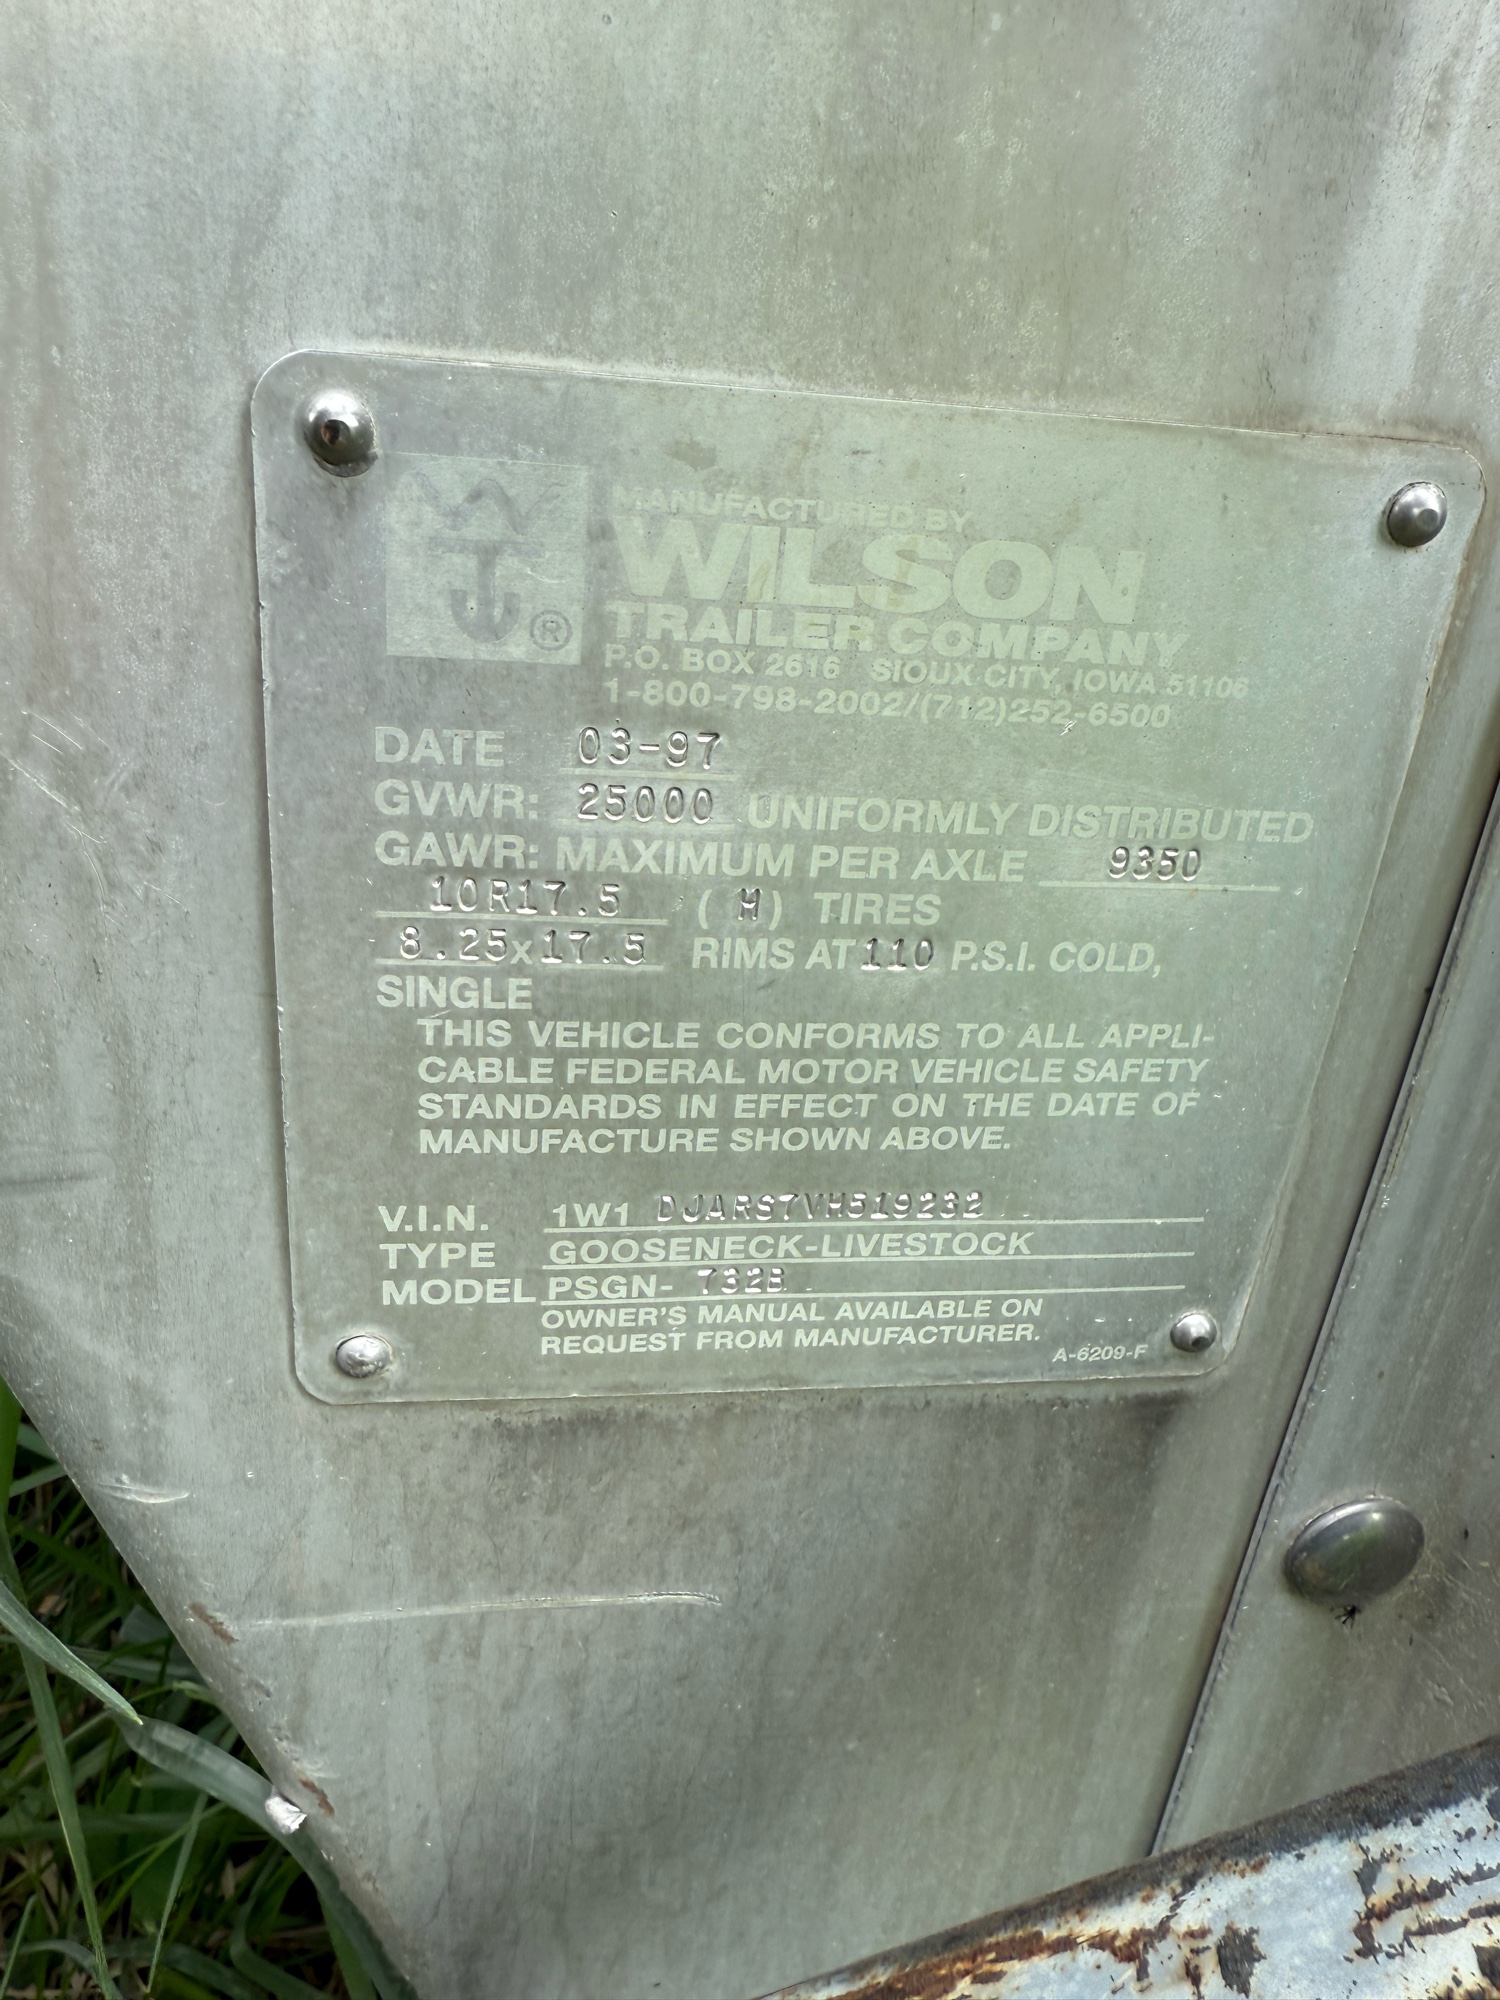 ®
MANUFACTURED BY
WILSON
TRAILER COMPANY
P.O. BOX 2616 SIOUX CITY, IOWA 51106
1-800-798-2002/(712)252-6500
DATE 03-97
GVWR: 25000 UNIFORMLY DISTRIBUTED
GAWR: MAXIMUM PER AXLE 9350
10R17.5 (H) TIRES
8.25x17.5 RIMS AT 110 P.S.I. COLD,
SINGLE
THIS VEHICLE CONFORMS TO ALL APPLI-
CABLE FEDERAL MOTOR VEHICLE SAFETY
STANDARDS IN EFFECT ON THE DATE OF
MANUFACTURE SHOWN ABOVE.
V.I.N. 1W1 DJARS7VH519232
TYPE GOOSENECK-LIVESTOCK
MODEL PSGN- 732B
OWNER'S MANUAL AVAILABLE ON
REQUEST FROM MANUFACTURER.
A-6209-F